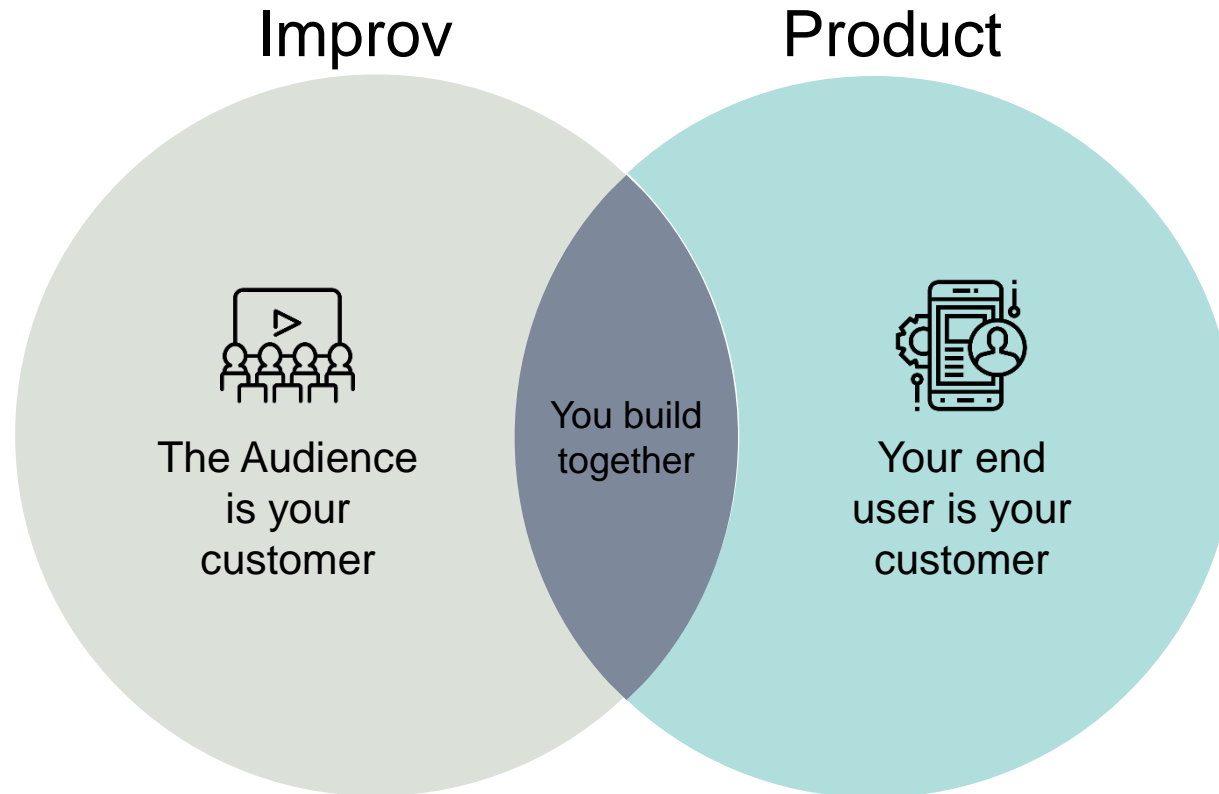 Improv
Product
The Audience
is your
customer
You build
together
Your end
user is your
customer